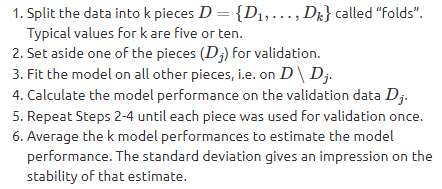 1. Split the data into k pieces D = {D₁, . . . , Dₖ} called “folds”.
Typical values for k are five or ten.
2. Set aside one of the pieces (Dⱼ) for validation.
3. Fit the model on all other pieces, i.e. on D \ Dⱼ.
4. Calculate the model performance on the validation data Dⱼ.
5. Repeat Steps 2-4 until each piece was used for validation once.
6. Average the k model performances to estimate the model
performance. The standard deviation gives an impression on the
stability of that estimate.